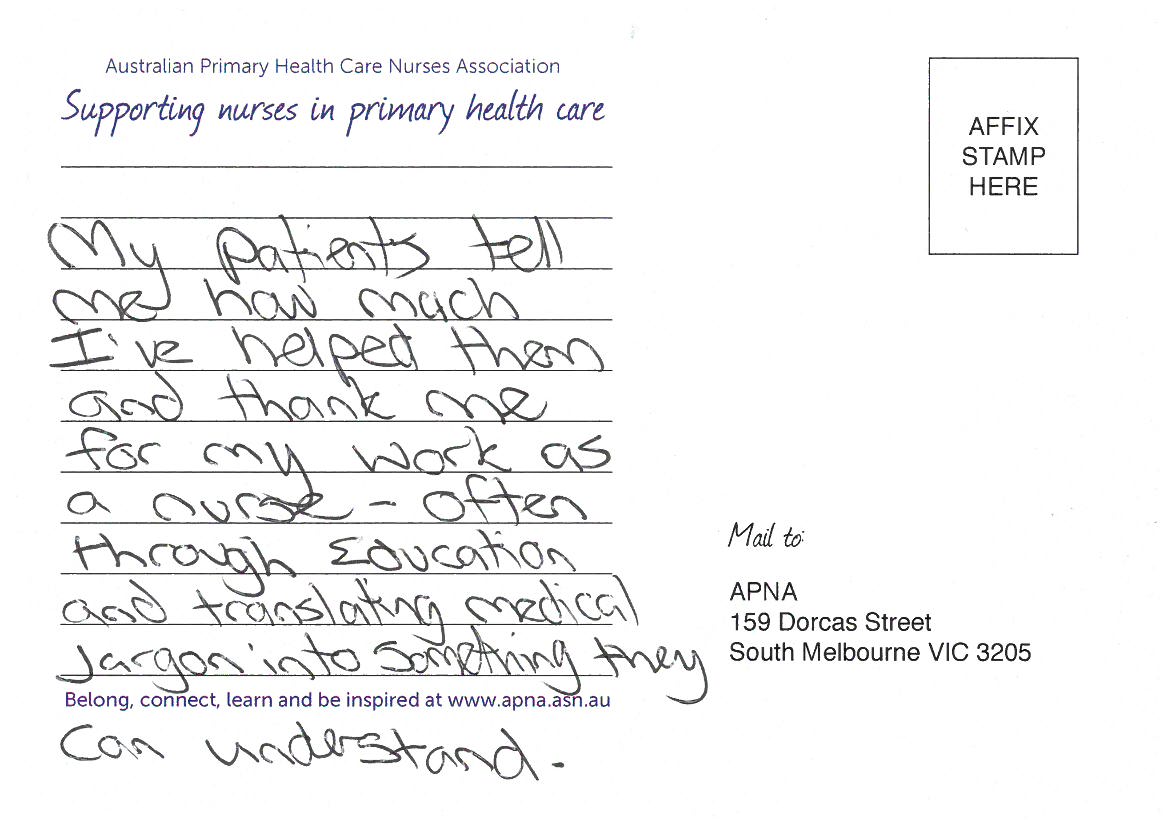 Australian Primary Health Care Nurses Association
Supporting nurses in primary health care
My patients tell
me how much
I've helped them
and thank me
for my work as
a nurse - often
through Education
and translating medical
Jargon into something they
Belong, connect, learn and be inspired at www.apna.asn.au
can understand.
AFFIX
STAMP
HERE
Mail to:
APNA
159 Dorcas Street
South Melbourne VIC 3205